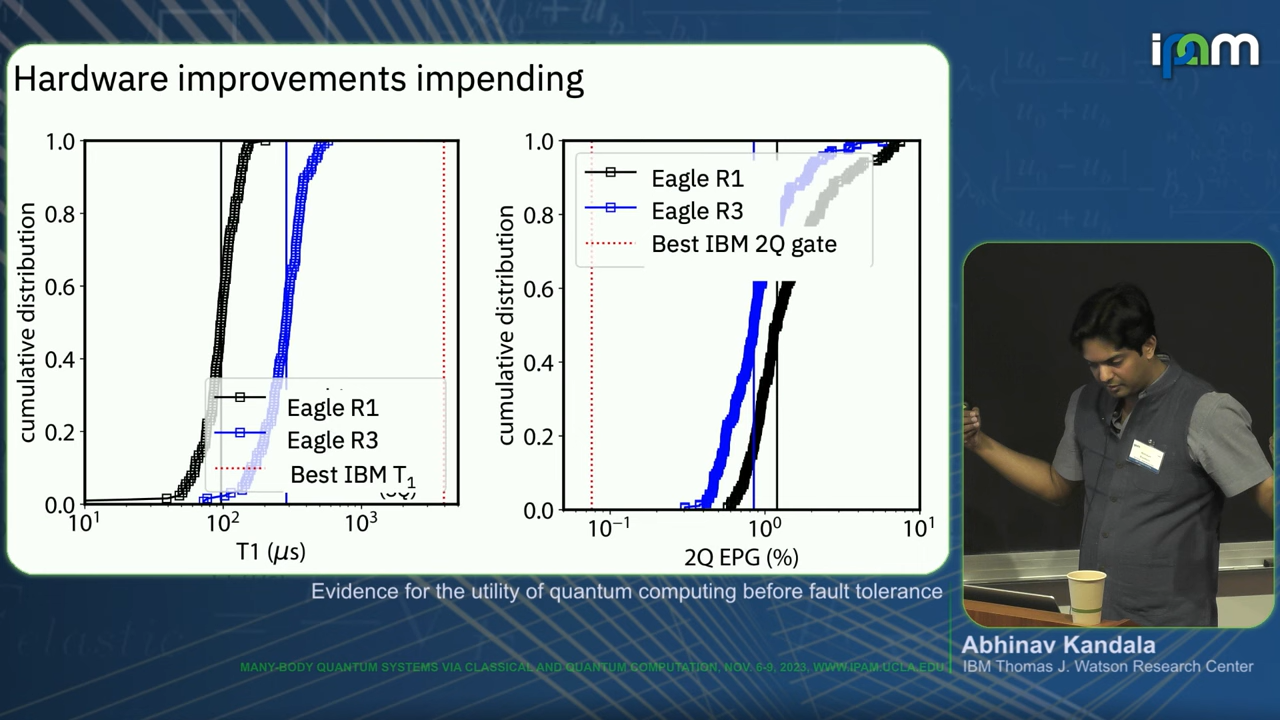 ipam
Hardware improvements impending
cumulative distribution
1.0
0.8
0.6
0.4
0.2
0.0
Eagle R1
Eagle R3
Best IBM T₁
10¹
10²
10³
T1 (μs)
cumulative distribution
1.0
0.8
0.6
0.4
0.2
0.0
Eagle R1
Eagle R3
Best IBM 2Q gate
10⁻¹
10⁰
10¹
2Q EPG (%)
Evidence for the utility of quantum computing before fault tolerance
Abhinav Kandala
IBM Thomas J. Watson Research Center
MANY-BODY QUANTUM SYSTEMS VIA CLASSICAL AND QUANTUM COMPUTATION, NOV. 6-9, 2023, WWW.IPAM.UCLA.EDU
elastic